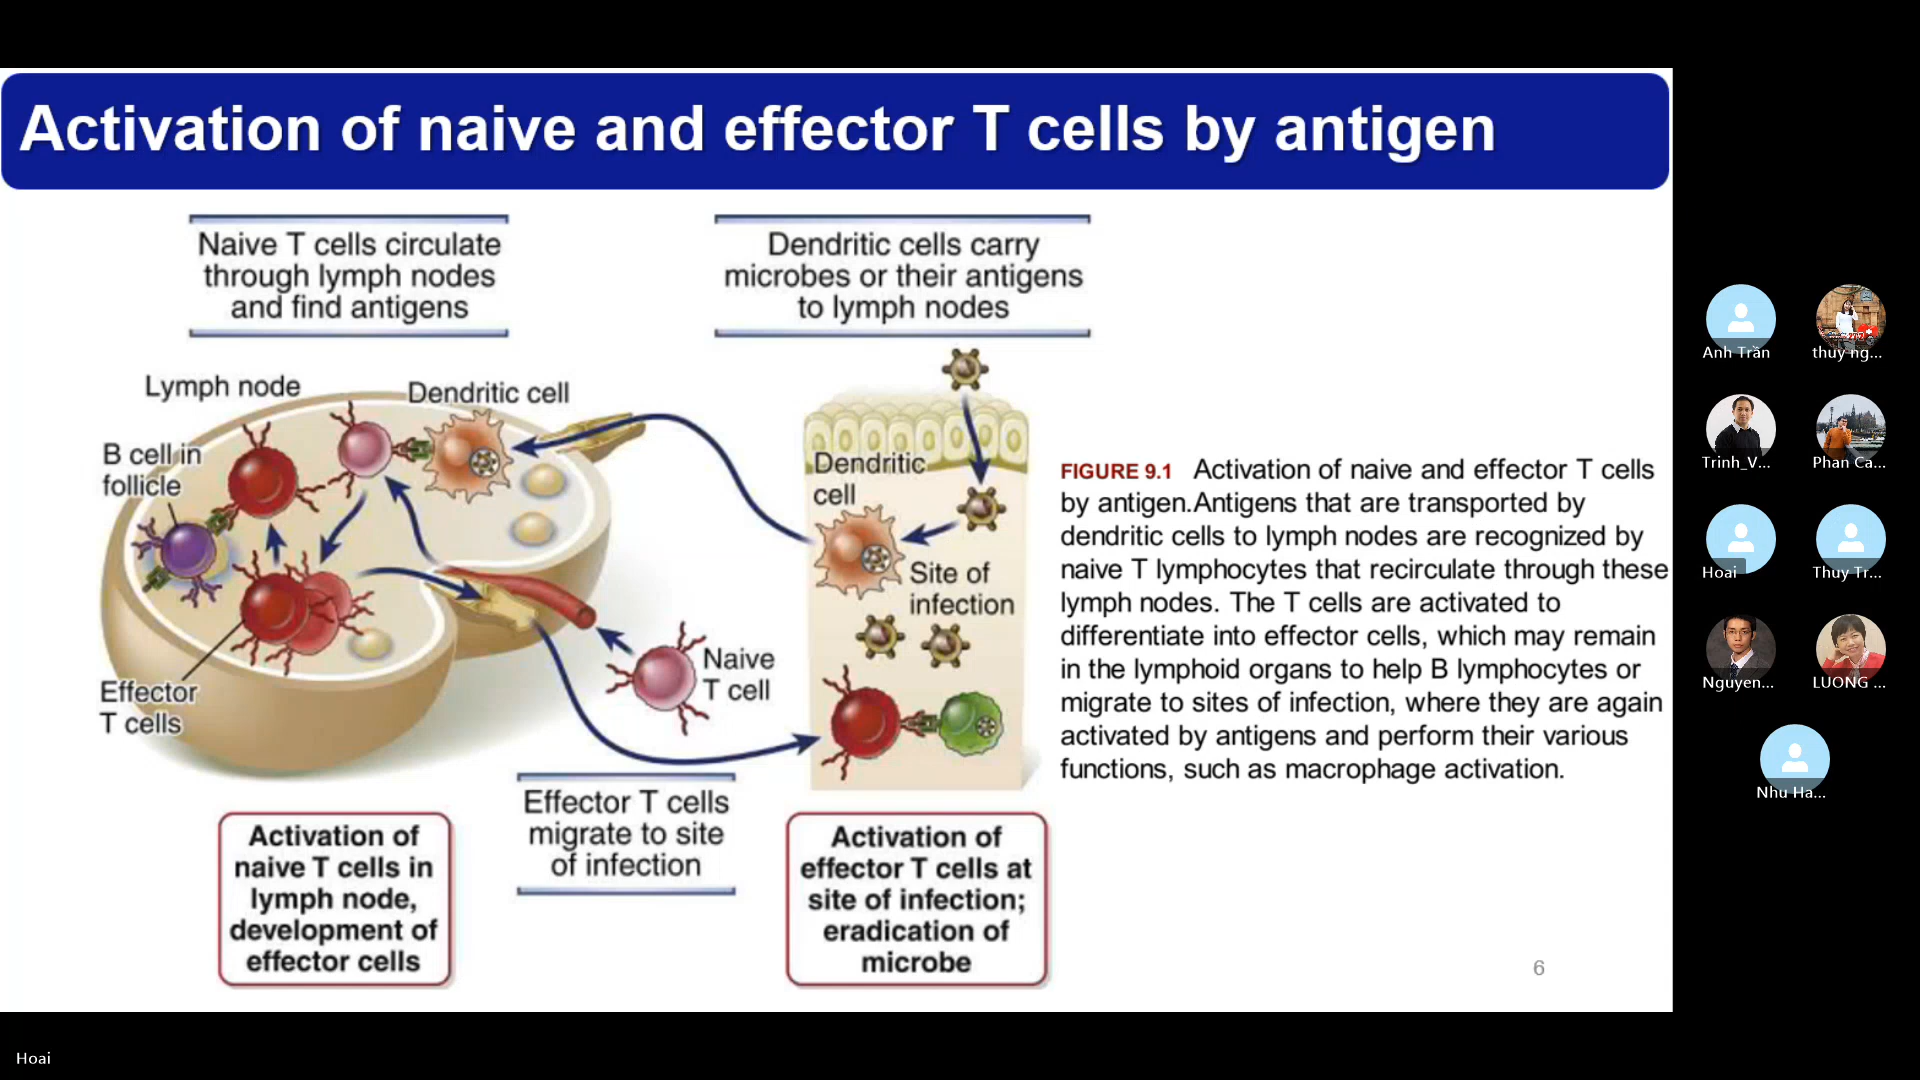 Activation of naive and effector T cells by antigen
Naive T cells circulate
through lymph nodes
and find antigens
Dendritic cells carry
microbes or their antigens
to lymph nodes
Lymph node
Dendritic cell
B cell in
follicle
Effector
T cells
Naive
T cell
Dendritic
cell
Site of
infection
Effector T cells
migrate to site
of infection
Activation of
naive T cells in
lymph node,
development of
effector cells
Activation of
effector T cells at
site of infection;
eradication of
microbe
FIGURE 9.1 Activation of naive and effector T cells
by antigen.Antigens that are transported by
dendritic cells to lymph nodes are recognized by
naive T lymphocytes that recirculate through these
lymph nodes. The T cells are activated to
differentiate into effector cells, which may remain
in the lymphoid organs to help B lymphocytes or
migrate to sites of infection, where they are again
activated by antigens and perform their various
functions, such as macrophage activation.
6
Anh Trần
thuy ng...
Trinh_V...
Phan Ca...
Hoai
Thuy Tr...
Nguyen...
LUONG ...
Nhu Ha...
Hoai